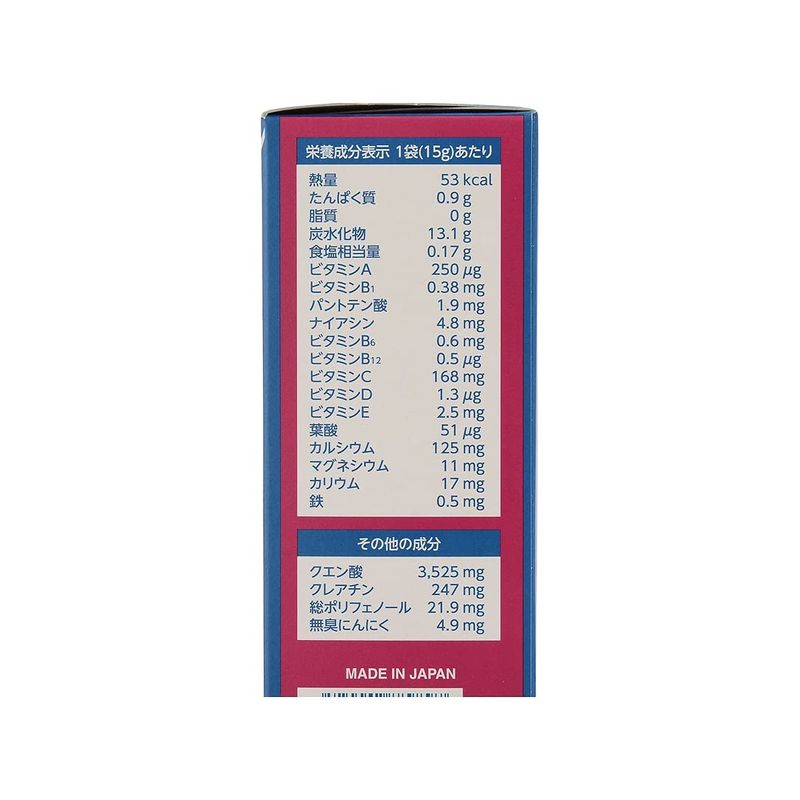 栄養成分表示 1袋(15g)あたり
熱量 53 kcal
たんぱく質 0.9 g
脂質 0 g
炭水化物 13.1 g
食塩相当量 0.17 g
ビタミンA 250 μg
ビタミンB1 0.38 mg
パントテン酸 1.9 mg
ナイアシン 4.8 mg
ビタミンB6 0.6 mg
ビタミンB12 0.5 μg
ビタミンC 168 mg
ビタミンD 1.3 μg
ビタミンE 2.5 mg
葉酸 51 μg
カルシウム 125 mg
マグネシウム 11 mg
カリウム 17 mg
鉄 0.5 mg
その他の成分
クエン酸 3,525 mg
クレアチン 247 mg
総ポリフェノール 21.9 mg
無臭にんにく 4.9 mg
MADE IN JAPAN